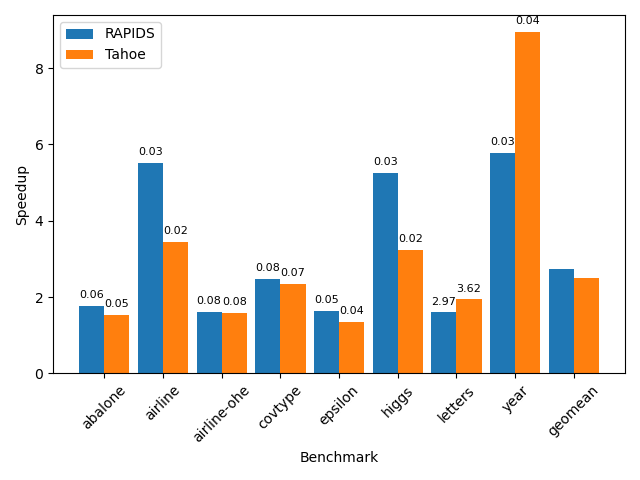 RAPIDS
Tahoe
Speedup
8
6
4
2
0
0.06
0.05
0.03
0.02
0.08
0.08
0.08
0.07
0.05
0.04
0.03
0.02
2.97
3.62
0.03
0.04
abalone
airline
airline-ohe
covtype
epsilon
higgs
letters
year
geomean
Benchmark